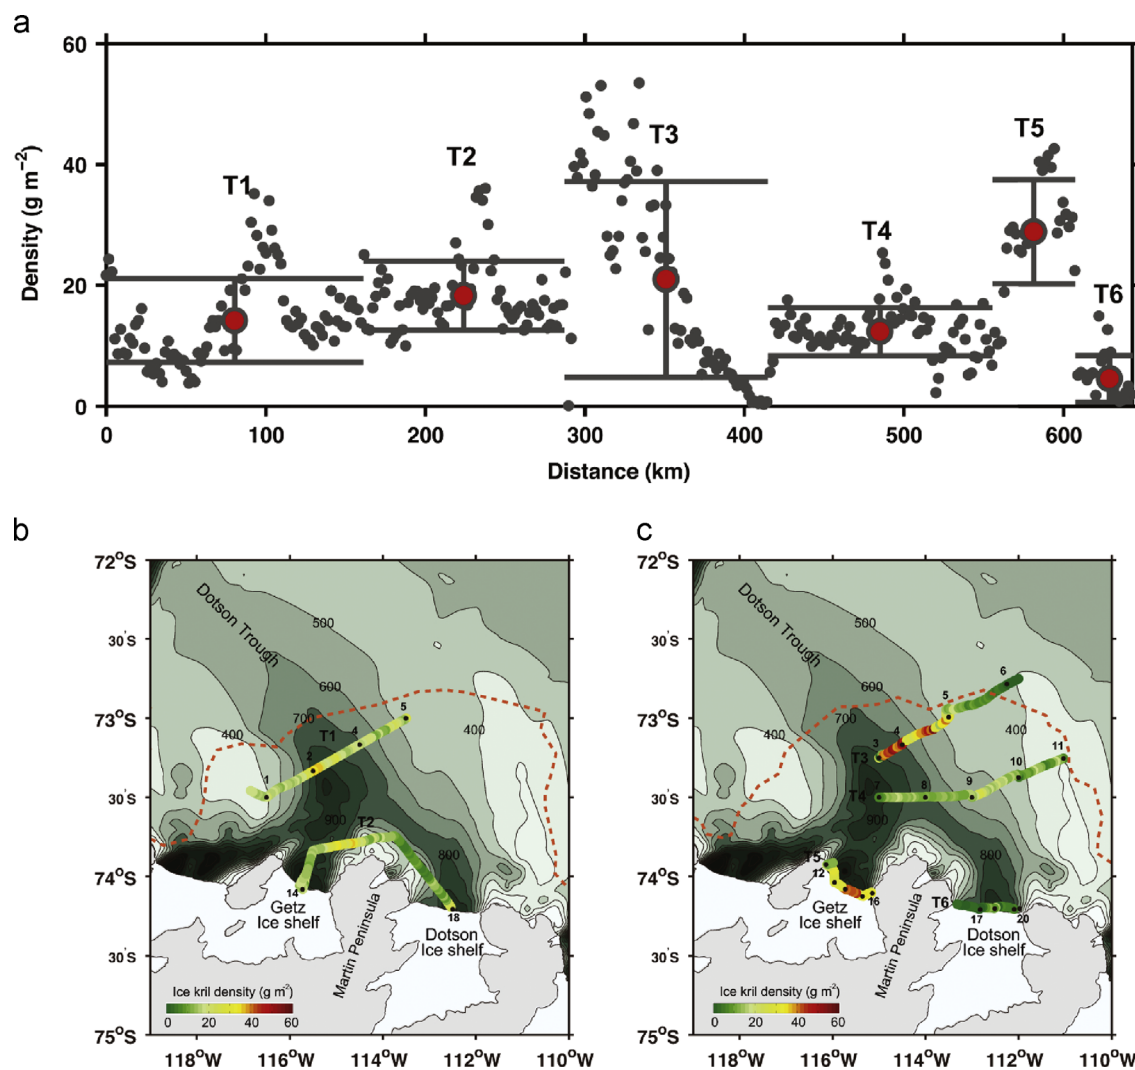 a
60
40
20
0
Density (g m⁻²)
T1
T2
T3
T4
T5
T6
0
100
200
300
400
500
600
Distance (km)
b
72°S
30'S
73°S
30'S
74°S
30'S
75°S
118°W
116°W
114°W
112°W
110°W
Dotson Trough
500
600
700
400
400
900
800
T1
T2
1
2
4
5
14
18
Getz
Ice shelf
Martin Peninsula
Dotson
Ice shelf
Ice kril density (g m²)
0
20
40
60
c
72°S
30'S
73°S
30'S
74°S
30'S
75°S
118°W
116°W
114°W
112°W
110°W
Dotson Trough
500
600
700
400
400
900
800
T3
T4
T5
T6
3
4
5
6
7
8
9
10
11
12
16
17
20
Getz
Ice shelf
Martin Peninsula
Dotson
Ice shelf
Ice kril density (g m²)
0
20
40
60